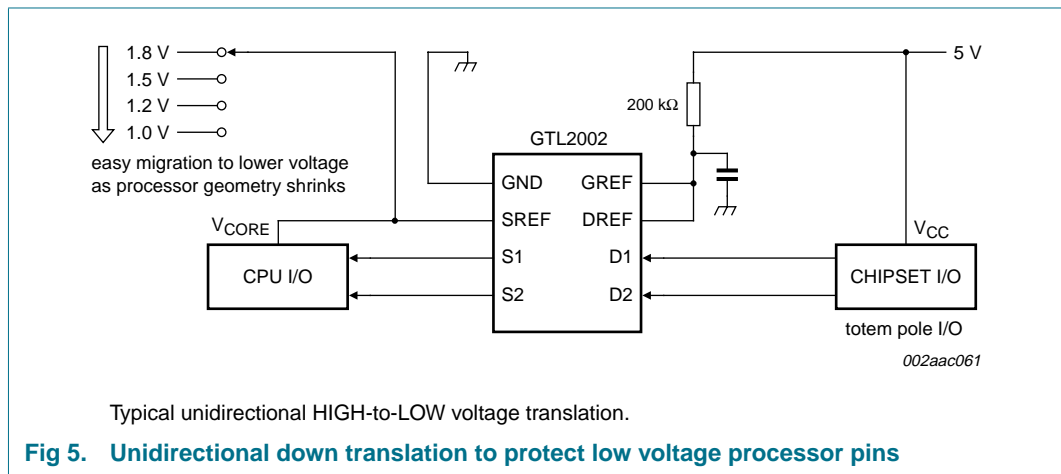 1.8 V
1.5 V
1.2 V
1.0 V
easy migration to lower voltage
as processor geometry shrinks
5 V
200 kΩ
GTL2002
GND
GREF
SREF
DREF
S1
D1
S2
D2
VCORE
CPU I/O
VCC
CHIPSET I/O
totem pole I/O
002aac061
Typical unidirectional HIGH-to-LOW voltage translation.
Fig 5. Unidirectional down translation to protect low voltage processor pins